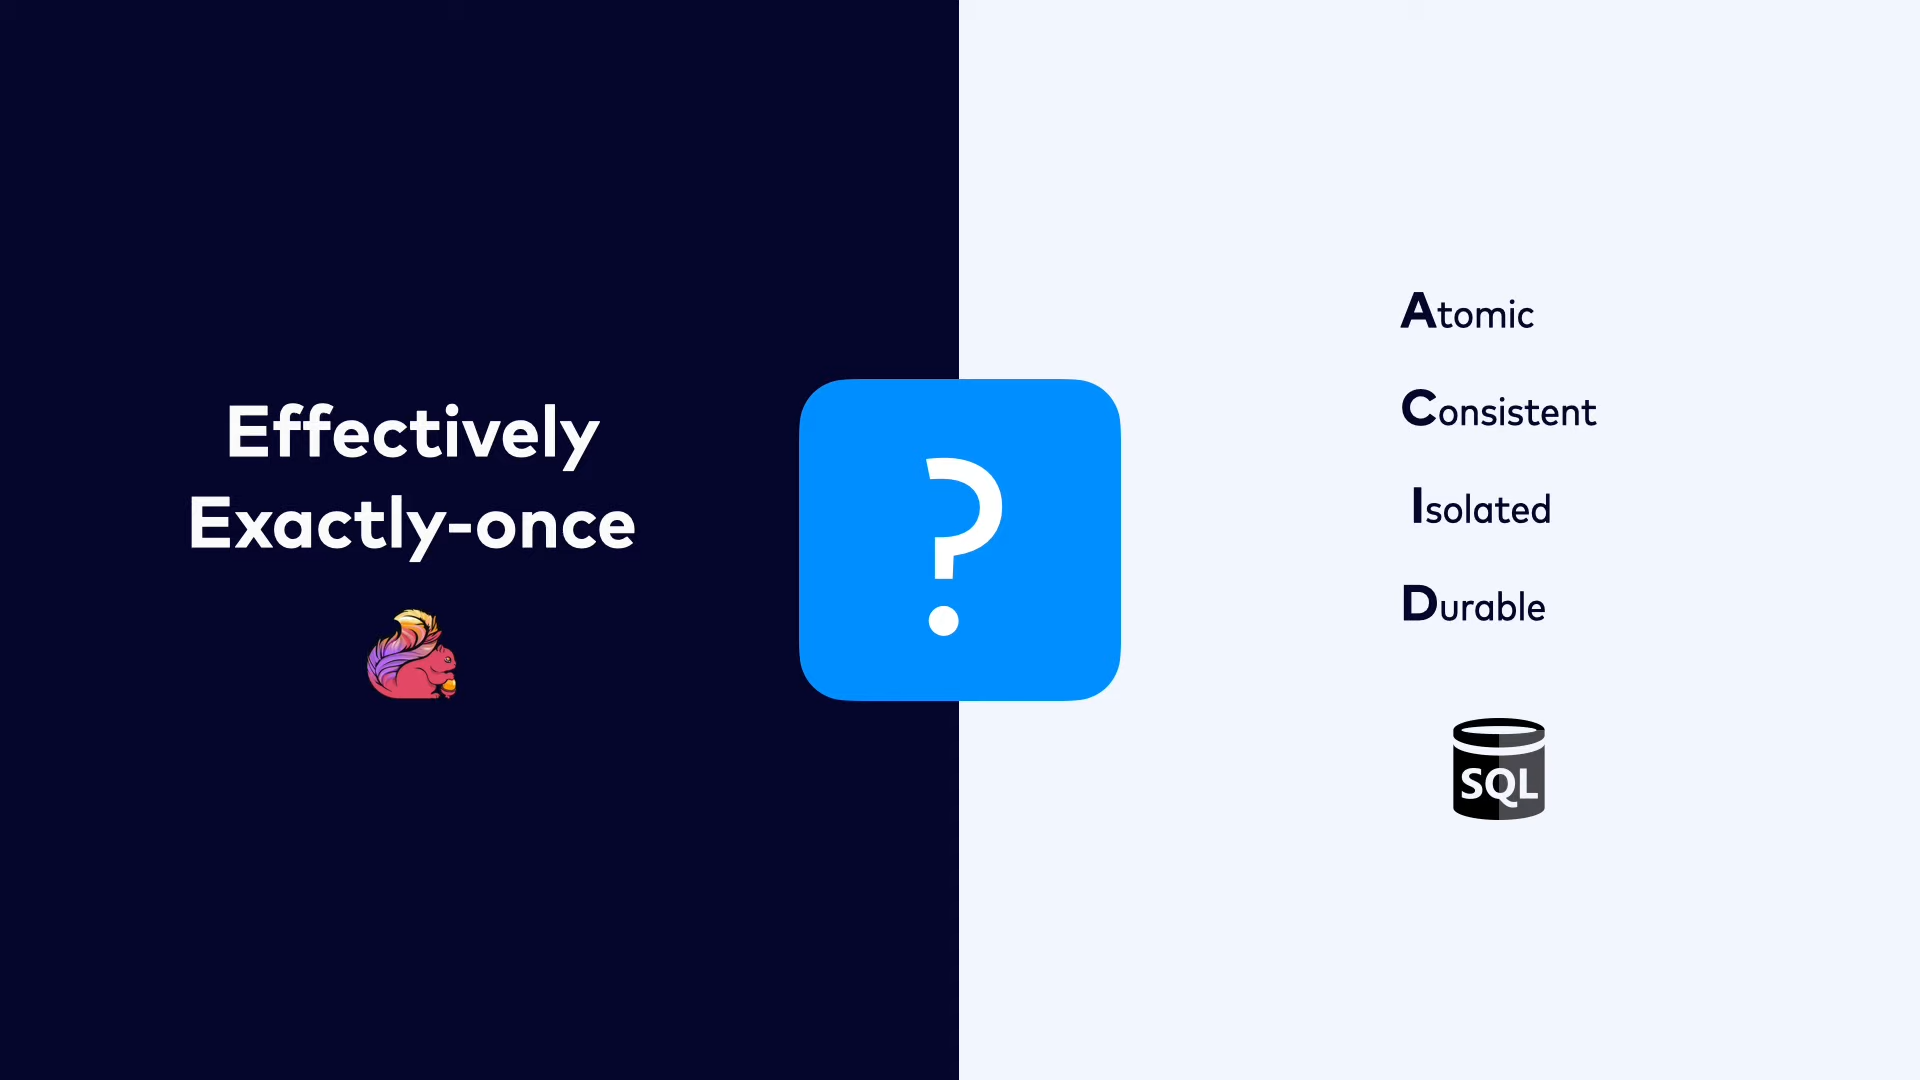 Effectively
Exactly-once
?
Atomic
Consistent
Isolated
Durable
SQL